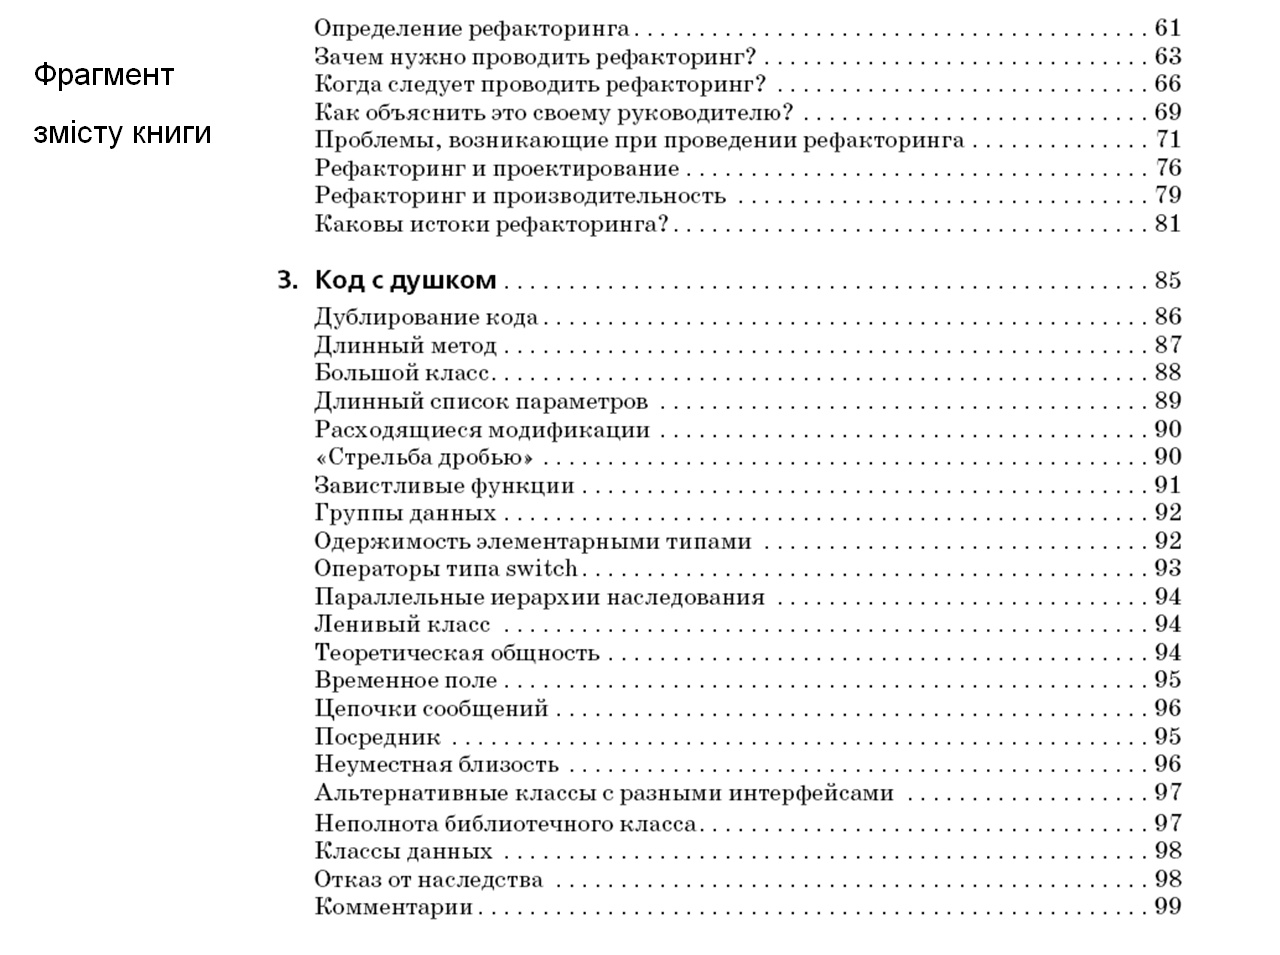 Фрагмент
змісту книги
Определение рефакторинга . . . . . . . . . . . . . . . . . . . . 61
Зачем нужно проводить рефакторинг? . . . . . . . . . . . . . . . . . . . . 63
Когда следует проводить рефакторинг? . . . . . . . . . . . . . . . . . . . . 66
Как объяснить это своему руководителю? . . . . . . . . . . . . . . . . . . . . 69
Проблемы, возникающие при проведении рефакторинга . . . . . . . . . . . . . . 71
Рефакторинг и проектирование . . . . . . . . . . . . . . . . . . . . 76
Рефакторинг и производительность . . . . . . . . . . . . . . . . . . . . 79
Каковы истоки рефакторинга? . . . . . . . . . . . . . . . . . . . . 81
3. Код с душком . . . . . . . . . . . . . . . . . . . . 85
Дублирование кода . . . . . . . . . . . . . . . . . . . . 86
Длинный метод . . . . . . . . . . . . . . . . . . . . 87
Большой класс . . . . . . . . . . . . . . . . . . . . 88
Длинный список параметров . . . . . . . . . . . . . . . . . . . . 89
Расходящиеся модификации . . . . . . . . . . . . . . . . . . . . 90
«Стрельба дробью» . . . . . . . . . . . . . . . . . . . . 90
Завистливые функции . . . . . . . . . . . . . . . . . . . . 91
Группы данных . . . . . . . . . . . . . . . . . . . . 92
Одержимость элементарными типами . . . . . . . . . . . . . . . . . . . . 92
Операторы типа switch . . . . . . . . . . . . . . . . . . . . 93
Параллельные иерархии наследования . . . . . . . . . . . . . . . . . . . . 94
Ленивый класс . . . . . . . . . . . . . . . . . . . . 94
Теоретическая общность . . . . . . . . . . . . . . . . . . . . 94
Временное поле . . . . . . . . . . . . . . . . . . . . 95
Цепочки сообщений . . . . . . . . . . . . . . . . . . . . 96
Посредник . . . . . . . . . . . . . . . . . . . . 95
Неуместная близость . . . . . . . . . . . . . . . . . . . . 96
Альтернативные классы с разными интерфейсами . . . . . . . . . . . . . . . . . . . 97
Неполнота библиотечного класса . . . . . . . . . . . . . . . . . . . . 97
Классы данных . . . . . . . . . . . . . . . . . . . . 98
Отказ от наследства . . . . . . . . . . . . . . . . . . . . 98
Комментарии . . . . . . . . . . . . . . . . . . . . 99